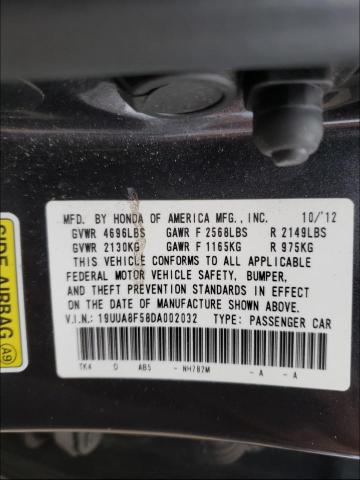 MFD. BY HONDA OF AMERICA MFG., INC. 10/'12
GVWR 4696LBS GAWR F 2568LBS R 2149LBS
GVWR 2130KG GAWR F 1165KG R 975KG
THIS VEHICLE CONFORMS TO ALL APPLICABLE
FEDERAL MOTOR VEHICLE SAFETY, BUMPER,
AND THEFT PREVENTION STANDARDS IN EFFECT
ON THE DATE OF MANUFACTURE SHOWN ABOVE.
V.I.N.: 19UUA8F58DA002032 TYPE: PASSENGER CAR
TK4 D AB5 - NH782M - A - A
SIDE AIRBAG
A9